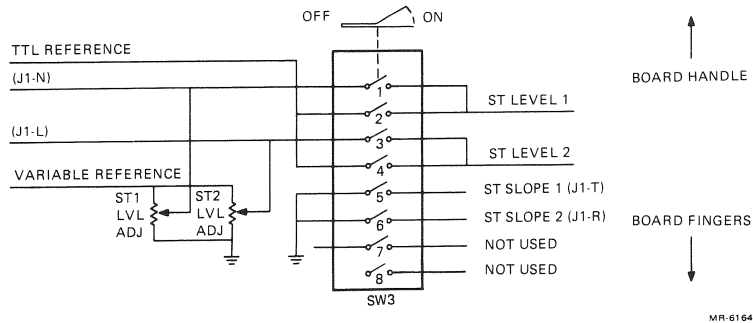 OFF ON
TTL REFERENCE
(J1-N)
BOARD HANDLE
1
ST LEVEL 1
2
(J1-L)
3
ST LEVEL 2
4
VARIABLE REFERENCE
ST1 LVL ADJ
ST2 LVL ADJ
5
ST SLOPE 1 (J1-T)
6
ST SLOPE 2 (J1-R)
BOARD FINGERS
7
NOT USED
8
NOT USED
SW3
MR-6164